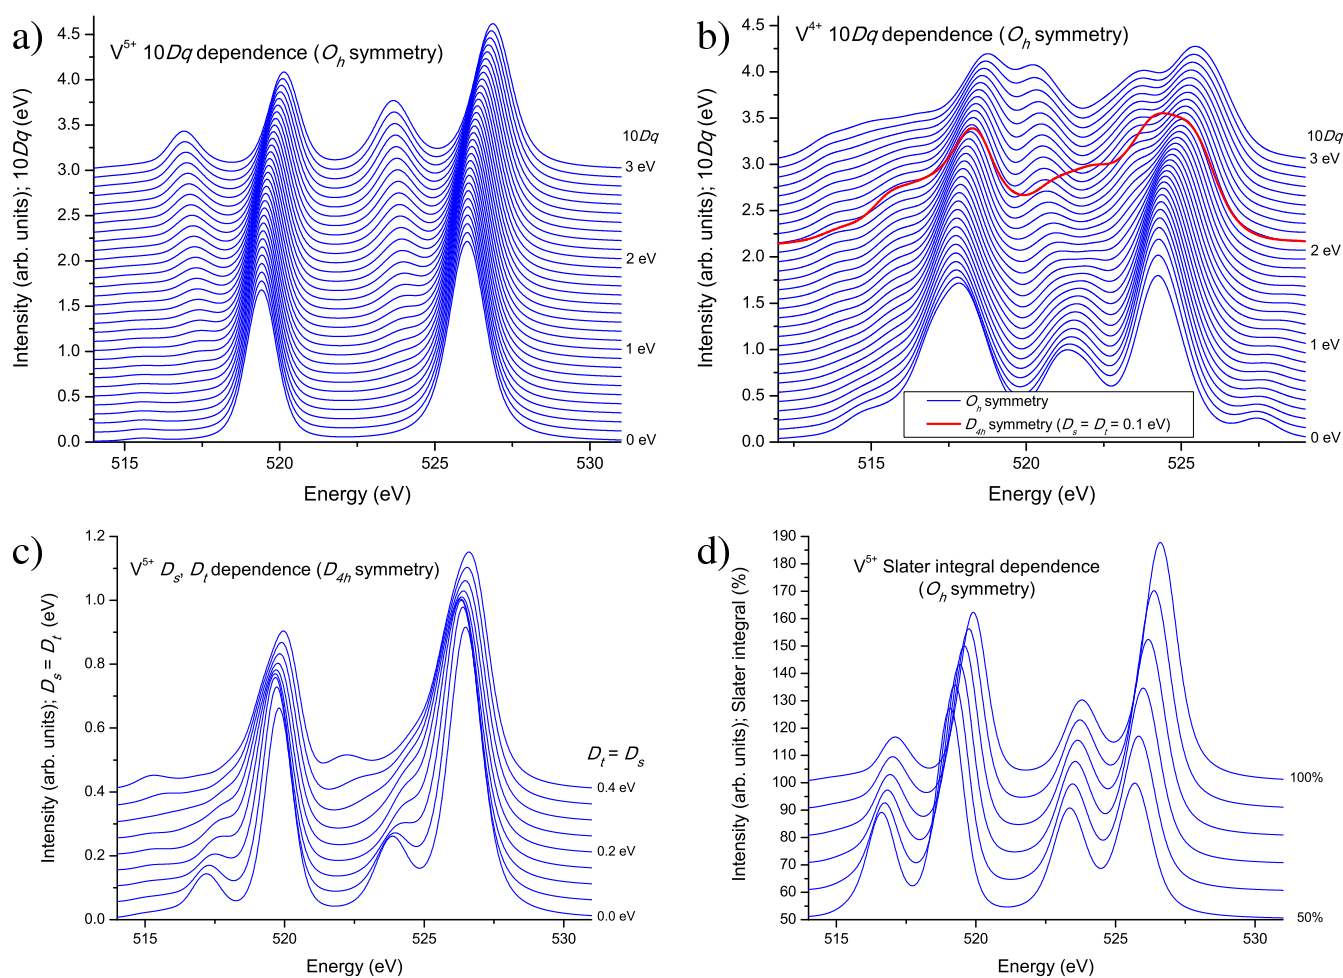 a)
V5+ 10Dq dependence (Oh symmetry)
Intensity (arb. units); 10Dq (eV)
4.5
4.0
3.5
3.0
2.5
2.0
1.5
1.0
0.5
0.0
10Dq
3 eV
2 eV
1 eV
0 eV
515 520 525 530
Energy (eV)
b)
V4+ 10Dq dependence (Oh symmetry)
Intensity (arb. units); 10Dq (eV)
4.5
4.0
3.5
3.0
2.5
2.0
1.5
1.0
0.5
0.0
10Dq
3 eV
2 eV
1 eV
0 eV
Oh symmetry
D4h symmetry (Ds = Dt = 0.1 eV)
515 520 525
Energy (eV)
c)
V5+ Ds, Dt dependence (D4h symmetry)
Intensity (arb. units); Ds = Dt (eV)
1.2
1.0
0.8
0.6
0.4
0.2
0.0
Dt = Ds
0.4 eV
0.2 eV
0.0 eV
515 520 525 530
Energy (eV)
d)
V5+ Slater integral dependence
(Oh symmetry)
Intensity (arb. units); Slater integral (%)
190
180
170
160
150
140
130
120
110
100
90
80
70
60
50
100%
50%
515 520 525 530
Energy (eV)